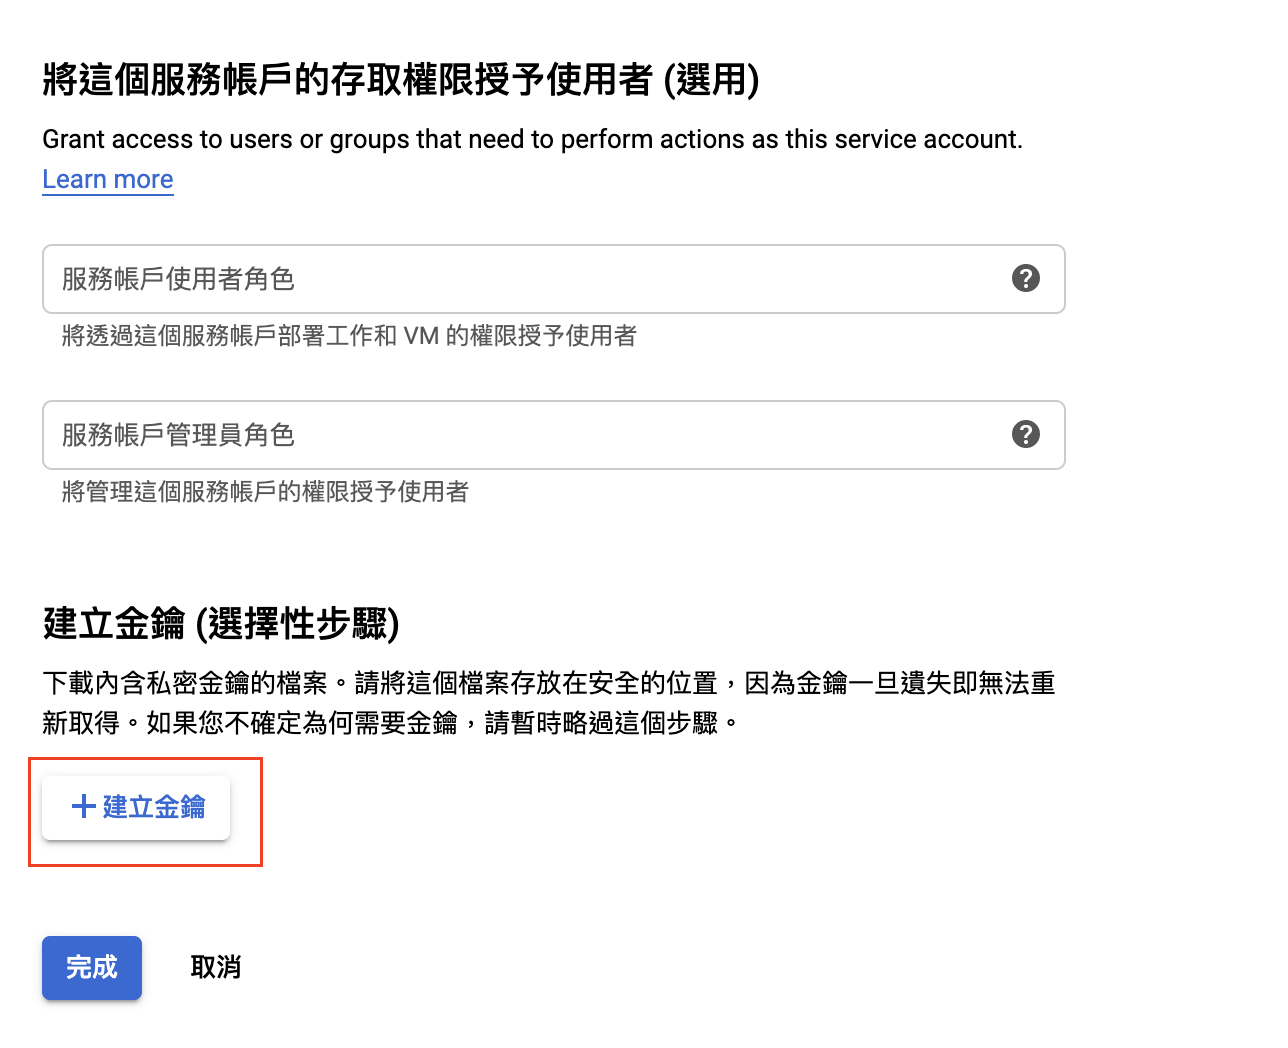 將這個服務帳戶的存取權限授予使用者 (選用)
Grant access to users or groups that need to perform actions as this service account.
Learn more
服務帳戶使用者角色
將透過這個服務帳戶部署工作和 VM 的權限授予使用者
服務帳戶管理員角色
將管理這個服務帳戶的權限授予使用者
建立金鑰 (選擇性步驟)
下載內含私密金鑰的檔案。請將這個檔案存放在安全的位置，因為金鑰一旦遺失即無法重
新取得。如果您不確定為何需要金鑰，請暫時略過這個步驟。
+ 建立金鑰
完成 取消